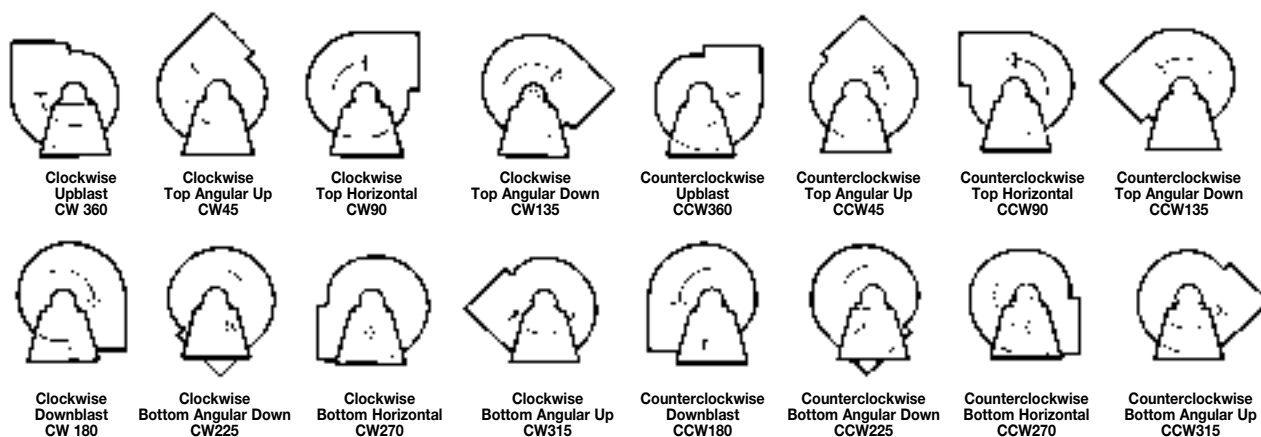 Clockwise
Upblast
CW 360
Clockwise
Top Angular Up
CW45
Clockwise
Top Horizontal
CW90
Clockwise
Top Angular Down
CW135
Counterclockwise
Upblast
CCW360
Counterclockwise
Top Angular Up
CCW45
Counterclockwise
Top Horizontal
CCW90
Counterclockwise
Top Angular Down
CCW135
Clockwise
Downblast
CW 180
Clockwise
Bottom Angular Down
CW225
Clockwise
Bottom Horizontal
CW270
Clockwise
Bottom Angular Up
CW315
Counterclockwise
Downblast
CCW180
Counterclockwise
Bottom Angular Down
CCW225
Counterclockwise
Bottom Horizontal
CCW270
Counterclockwise
Bottom Angular Up
CCW315